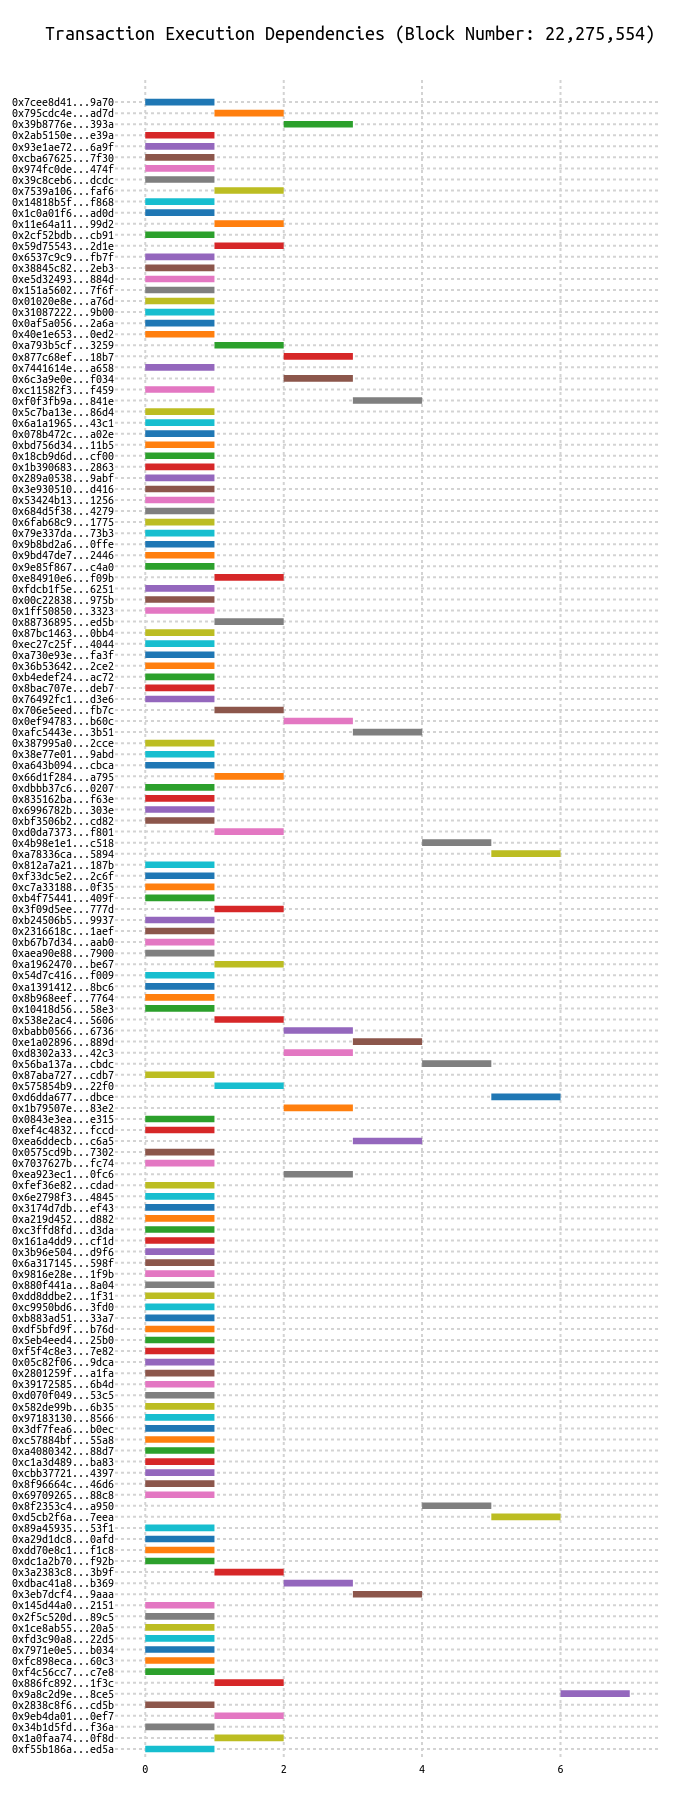 Transaction Execution Dependencies (Block Number: 22,275,554)
0x7cee8d41...9a70
0x795cdc4e...ad7d
0x39b8776e...393a
0x2ab5150e...e39a
0x93e1ae72...6a9f
0xcba67625...7f30
0x974fc0de...474f
0x39c8ceb6...dcdc
0x7539a106...faf6
0x14818b5f...f868
0x1c0a01f6...ad0d
0x11e64a11...99d2
0x2cf52bdb...cb91
0x59d75543...2d1e
0x6537c9c9...fb7f
0x38845c82...2eb3
0xe5d32493...884d
0x151a5602...7f6f
0x01020e8e...a76d
0x31087222...9b00
0x0af5a056...2a6a
0x40e1e653...0ed2
0xa793b5cf...3259
0x877c68ef...18b7
0x7441614e...a658
0x6c3a9e0e...f034
0xc11582f3...f459
0xf0f3fb9a...841e
0x5c7ba13e...86d4
0x6a1a1965...43c1
0x078b472c...a02e
0xbd756d34...11b5
0x18cb9d6d...cf00
0x1b390683...2863
0x289a0538...9abf
0x3e930510...d416
0x53424b13...1256
0x684d5f38...4279
0x6fab68c9...1775
0x79e337da...73b3
0x9b8bd2a6...0ffe
0x9bd47de7...2446
0x9e85f867...c4a0
0xe84910e6...f09b
0xfdcb1f5e...6251
0x00c22838...975b
0x1ff50850...3323
0x88736895...ed5b
0x87bc1463...0bb4
0xec27c25f...4044
0xa730e93e...fa3f
0x36b53642...2ce2
0xb4edef24...ac72
0x8bac707e...deb7
0x76492fc1...d3e6
0x706e5eed...fb7c
0x0ef94783...b60c
0xafc5443e...3b51
0x387995a0...2cce
0x38e77e01...9abd
0xa643b094...cbca
0x66d1f284...a795
0xdbbb37c6...0207
0x835162ba...f63e
0x6996782b...303e
0xbf3506b2...cd82
0xd0da7373...f801
0x4b98e1e1...c518
0xa78336ca...5894
0x812a7a21...187b
0xf33dc5e2...2c6f
0xc7a33188...0f35
0xb4f75441...409f
0x3f09d5ee...777d
0xb24506b5...9937
0x2316618c...1aef
0xb67b7d34...aab0
0xaea90e88...7900
0xa1962470...be67
0x54d7c416...f009
0xa1391412...8bc6
0x8b968eef...7764
0x10418d56...58e3
0x538e2ac4...5606
0xbabb0566...6736
0xe1a02896...889d
0xd8302a33...42c3
0x56ba137a...cbdc
0x87aba727...cdb7
0x575854b9...22f0
0xd6dda677...dbce
0x1b79507e...83e2
0x0843e3ea...e315
0xef4c4832...fccd
0xea6ddecb...c6a5
0x0575cd9b...7302
0x7037627b...fc74
0xea923ec1...0fc6
0xfef36e82...cdad
0x6e2798f3...4845
0x3174d7db...ef43
0xa219d452...d882
0xc3ffd8fd...d3da
0x161a4dd9...cf1d
0x3b96e504...d9f6
0x6a317145...598f
0x9816e28e...1f9b
0x880f441a...8a04
0xdd8ddbe2...1f31
0xc9950bd6...3fd0
0xb883ad51...33a7
0xdf5bfd9f...b76d
0x5eb4eed4...25b0
0xf5f4c8e3...7e82
0x05c82f06...9dca
0x2801259f...a1fa
0x39172585...6b4d
0xd070f049...53c5
0x582de99b...6b35
0x97183130...8566
0x3df7fea6...b0ec
0xc57884bf...55a8
0xa4080342...88d7
0xc1a3d489...ba83
0xcbb37721...4397
0x8f96664c...46d6
0x69709265...88c8
0x8f2353c4...a950
0xd5cb2f6a...7eea
0x89a45935...53f1
0xa29d1dc8...0afd
0xdd70e8c1...f1c8
0xdc1a2b70...f92b
0x3a2383c8...3b9f
0xdbac41a8...b369
0x3eb7dcf4...9aaa
0x145d44a0...2151
0x2f5c520d...89c5
0x1ce8ab55...20a5
0xfd3c90a8...22d5
0x7971e0e5...b034
0xfc898eca...60c3
0xf4c56cc7...c7e8
0x886fc892...1f3c
0x9a8c2d9e...8ce5
0x2838c8f6...cd5b
0x9eb4da01...0ef7
0x34b1d5fd...f36a
0x1a0faa74...0f8d
0xf55b186a...ed5a
0 2 4 6